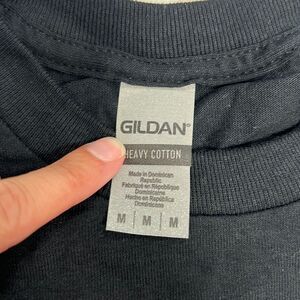 GILDAN
HEAVY COTTON
Made in Dominican
Republic
Fabriqué en République
Dominicaine
Hecho en República
Dominicana
M M M